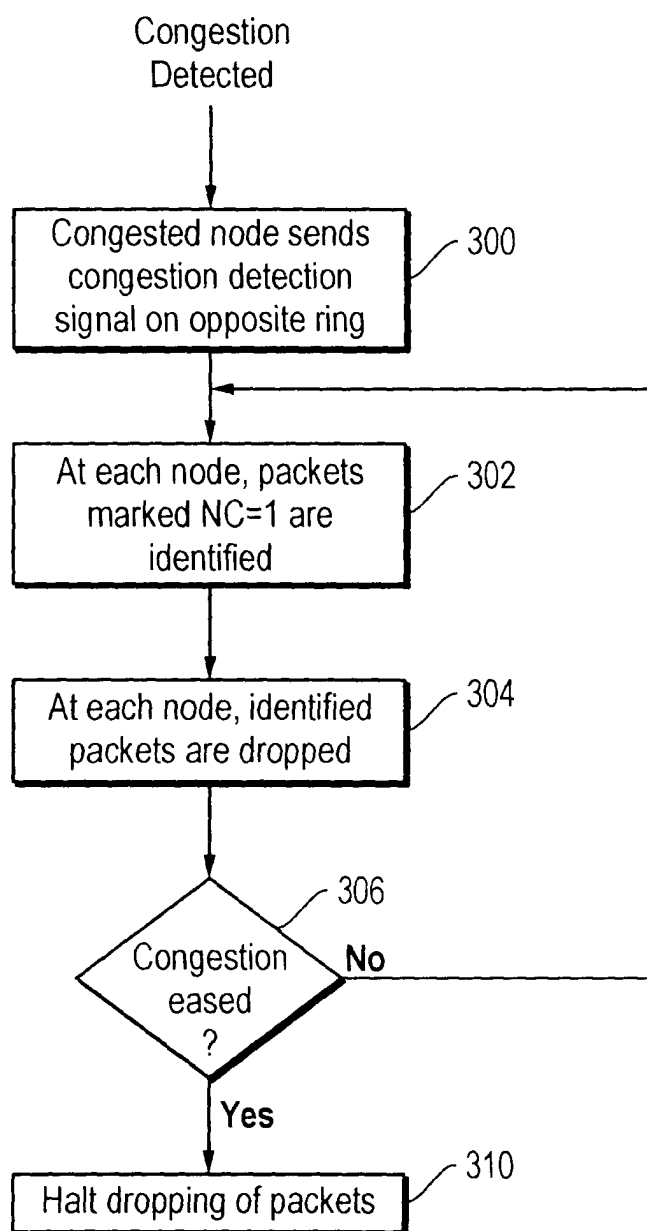 Congestion
Detected
Congested node sends
congestion detection
signal on opposite ring
300
At each node, packets
marked NC=1 are
identified
302
At each node, identified
packets are dropped
304
306
Congestion
eased
?
No
Yes
Halt dropping of packets
310